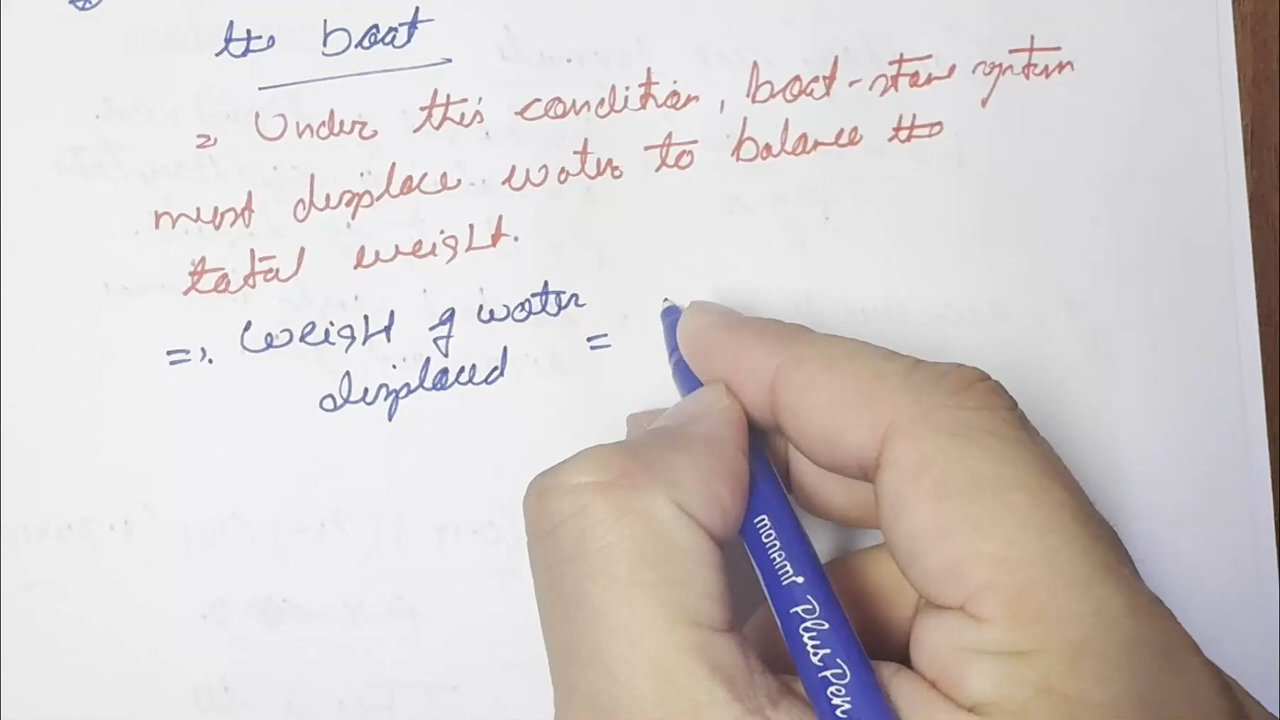 the boat
⇒ Under this condition, boat-stone system
must displace water to balance the
total weight.
⇒ weight of water
displaced =
monami Plus Pen